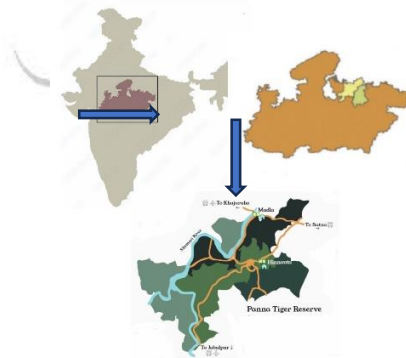 To Khajuraho
Madla
To Satna
Hinauta
Panna Tiger Reserve
To Jabalpur